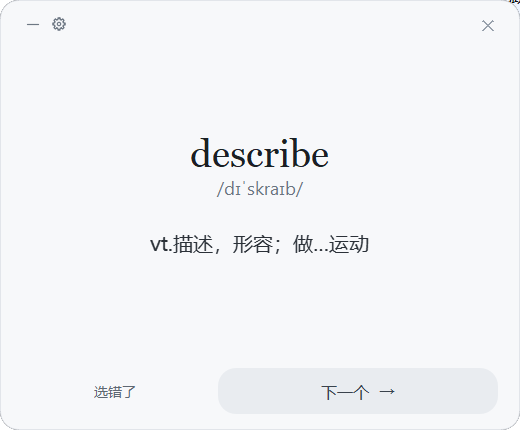 describe
/dɪˈskraɪb/
vt.描述，形容；做...运动
选错了
下一个 →